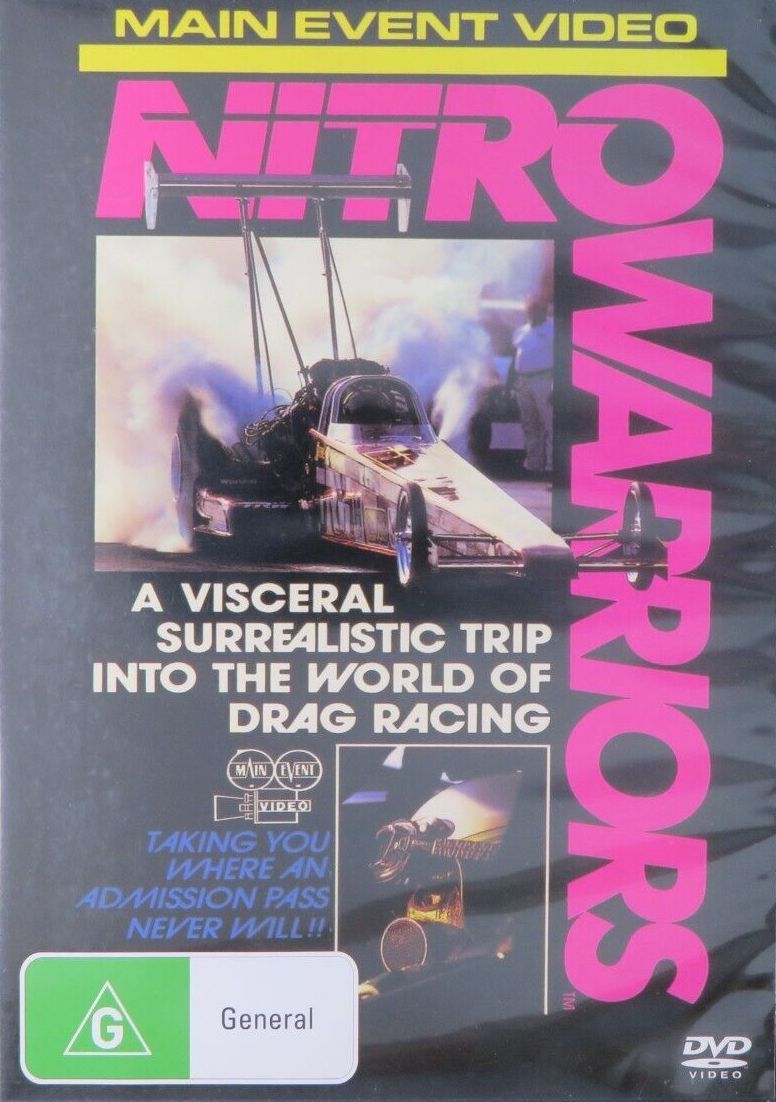 MAIN EVENT VIDEO
NITRO
WARRIORS
TM
A VISCERAL
SURREALISTIC TRIP
INTO THE WORLD OF
DRAG RACING
MAIN EVENT
VIDEO
TAKING YOU
WHERE AN
ADMISSION PASS
NEVER WILL!!
G
General
DVD
VIDEO